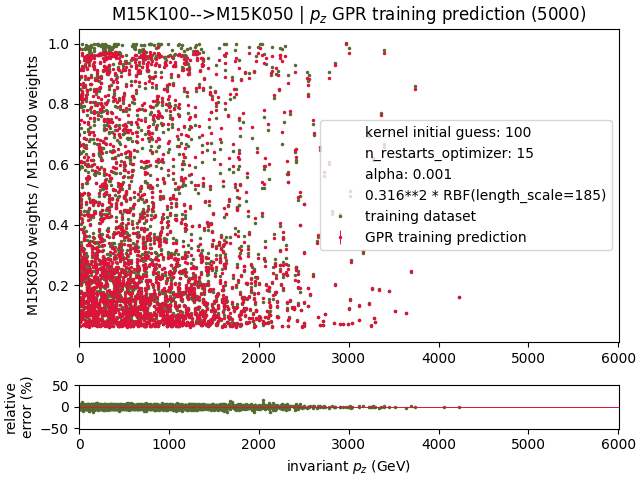 M15K100-->M15K050 | p_z GPR training prediction (5000)
M15K050 weights / M15K100 weights
1.0
0.8
0.6
0.4
0.2
kernel initial guess: 100
n_restarts_optimizer: 15
alpha: 0.001
0.316**2 * RBF(length_scale=185)
training dataset
GPR training prediction
0 1000 2000 3000 4000 5000 6000
relative
error (%)
50
0
−50
0 1000 2000 3000 4000 5000 6000
invariant p_z (GeV)